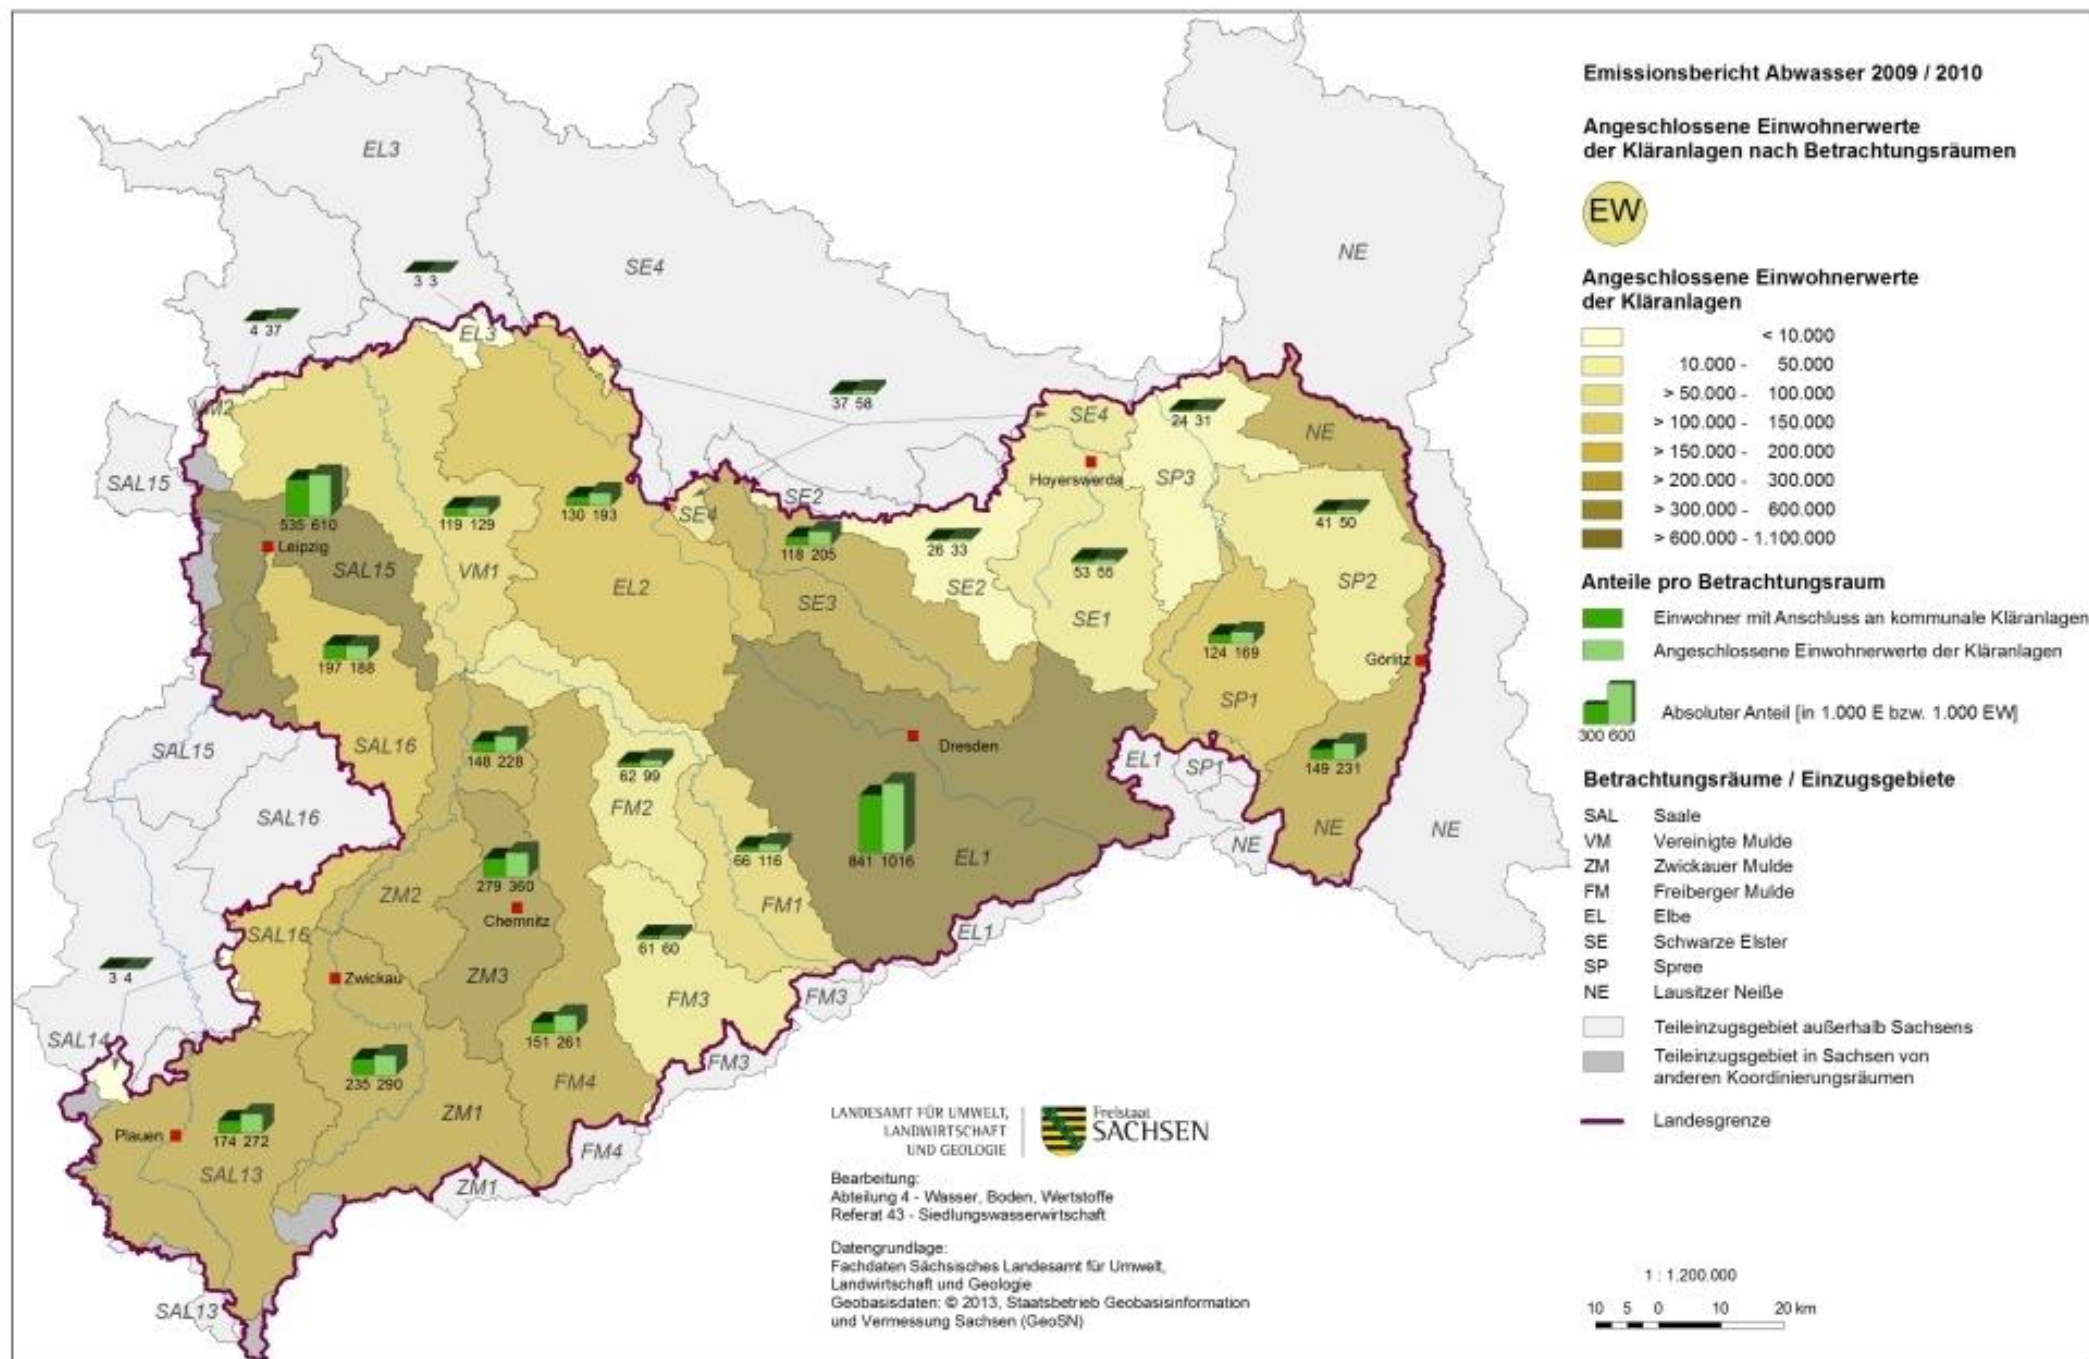 Emissionsbericht Abwasser 2009 / 2010
Angeschlossene Einwohnerwerte
der Kläranlagen nach Betrachtungsräumen
EW
Angeschlossene Einwohnerwerte
der Kläranlagen
< 10.000
10.000 - 50.000
> 50.000 - 100.000
> 100.000 - 150.000
> 150.000 - 200.000
> 200.000 - 300.000
> 300.000 - 600.000
> 600.000 - 1.100.000
Anteile pro Betrachtungsraum
Einwohner mit Anschluss an kommunale Kläranlagen
Angeschlossene Einwohnerwerte der Kläranlagen
Absoluter Anteil [in 1.000 E bzw. 1.000 EW]
300 600
Betrachtungsräume / Einzugsgebiete
SAL Saale
VM Vereinigte Mulde
ZM Zwickauer Mulde
FM Freiberger Mulde
EL Elbe
SE Schwarze Elster
SP Spree
NE Lausitzer Neiße
Teileinzugsgebiet außerhalb Sachsens
Teileinzugsgebiet in Sachsen von
anderen Koordinierungsräumen
Landesgrenze
1 : 1.200.000
10 5 0 10 20 km
EL3
SE4
NE
3 3
4 37
EL3
VM2
37 58
SE4
24 31
NE
SAL15
Hoyerswerda
SP3
535 610
119 129
130 193
SE4
SE2
41 50
118 205
26 33
Leipzig
SAL15
VM1
EL2
SE3
SE2
53 55
SP2
SE1
124 169
197 188
Görlitz
SP1
SAL15
SAL16
148 228
Dresden
EL1
SP1
149 231
62 99
FM2
SAL16
66 116
841 1016
EL1
NE
NE
NE
279 360
ZM2
Chemnitz
FM1
SAL16
61 60
EL1
3 4
Zwickau
ZM3
FM3
FM3
SAL14
151 261
FM3
235 290
FM4
ZM1
Plauen
174 272
SAL13
FM4
ZM1
SAL13
LANDESAMT FÜR UMWELT,
LANDWIRTSCHAFT
UND GEOLOGIE
Freistaat
SACHSEN
Bearbeitung:
Abteilung 4 - Wasser, Boden, Wertstoffe
Referat 43 - Siedlungswasserwirtschaft
Datengrundlage:
Fachdaten Sächsisches Landesamt für Umwelt,
Landwirtschaft und Geologie
Geobasisdaten: © 2013, Staatsbetrieb Geobasisinformation
und Vermessung Sachsen (GeoSN)